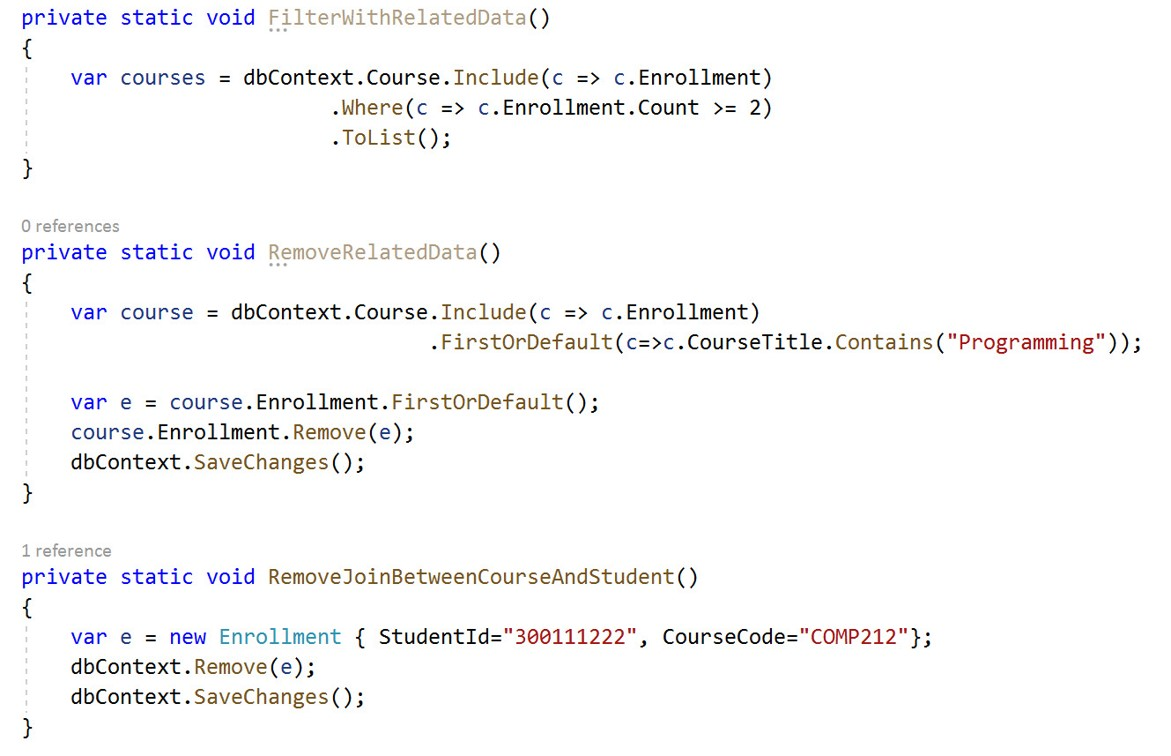 private static void FilterWithRelatedData()
{
    var courses = dbContext.Course.Include(c => c.Enrollment)
                         .Where(c => c.Enrollment.Count >= 2)
                         .ToList();
}
0 references
private static void RemoveRelatedData()
{
    var course = dbContext.Course.Include(c => c.Enrollment)
                                 .FirstOrDefault(c=>c.CourseTitle.Contains("Programming"));
    var e = course.Enrollment.FirstOrDefault();
    course.Enrollment.Remove(e);
    dbContext.SaveChanges();
}
1 reference
private static void RemoveJoinBetweenCourseAndStudent()
{
    var e = new Enrollment { StudentId="300111222", CourseCode="COMP212"};
    dbContext.Remove(e);
    dbContext.SaveChanges();
}